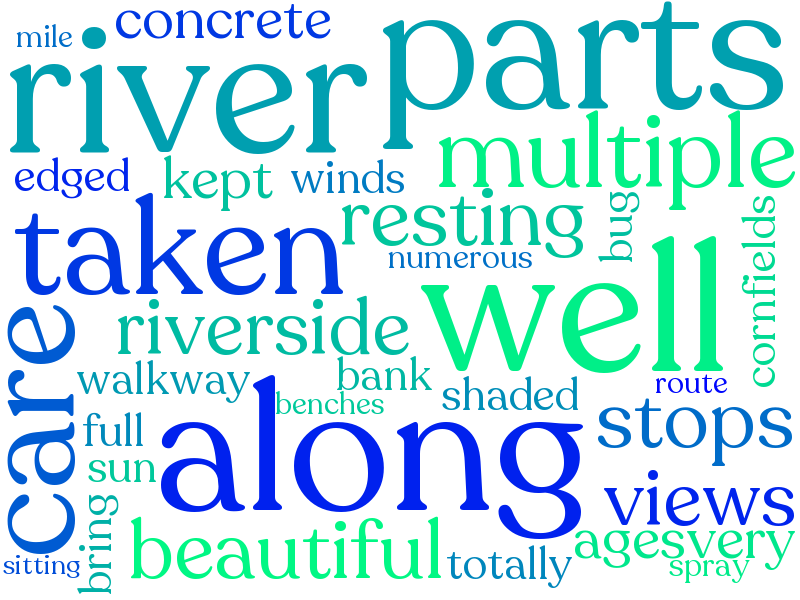 mile
concrete
river
parts
multiple
edged
kept
winds
taken
resting
bug
cornfields
numerous
well
care
riverside
walkway
bank
benches
shaded
route
full
along
stops
sun
views
bring
beautiful
totally
agesvery
sitting
spray